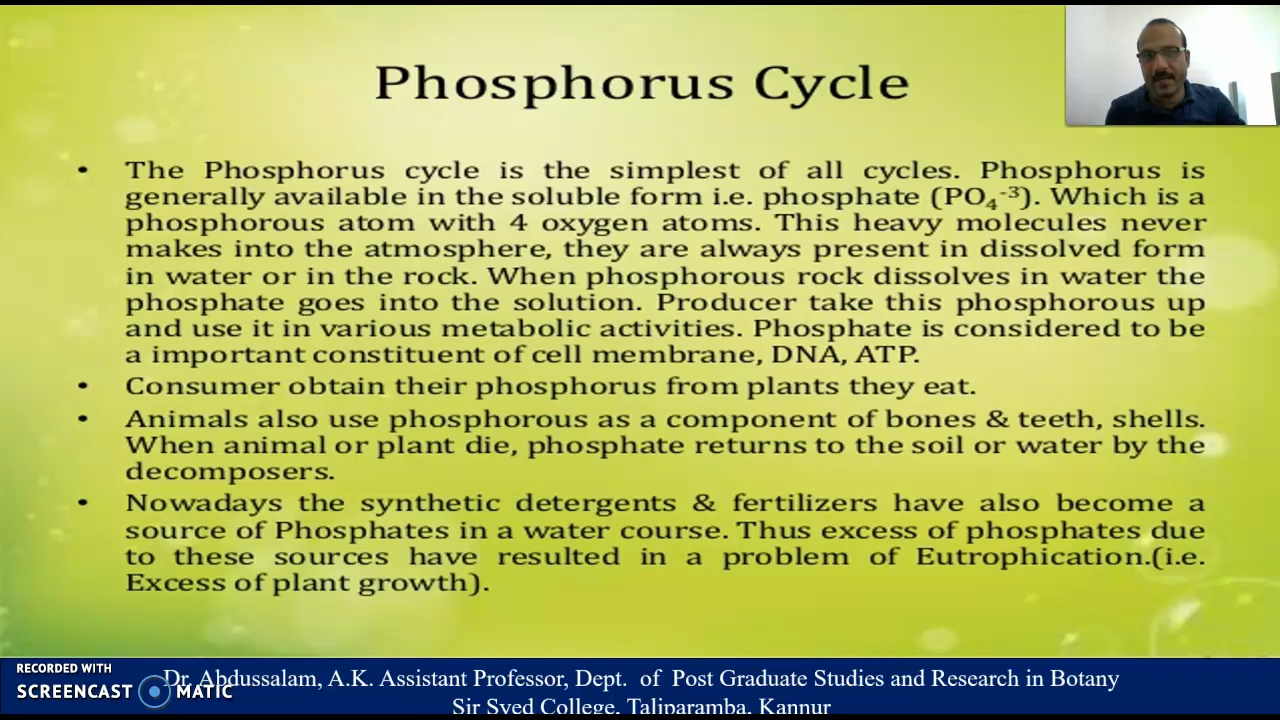 Phosphorus Cycle
• The Phosphorus cycle is the simplest of all cycles. Phosphorus is
generally available in the soluble form i.e. phosphate (PO₄⁻³). Which is a
phosphorous atom with 4 oxygen atoms. This heavy molecules never
makes into the atmosphere, they are always present in dissolved form
in water or in the rock. When phosphorous rock dissolves in water the
phosphate goes into the solution. Producer take this phosphorous up
and use it in various metabolic activities. Phosphate is considered to be
a important constituent of cell membrane, DNA, ATP.
• Consumer obtain their phosphorus from plants they eat.
• Animals also use phosphorous as a component of bones & teeth, shells.
When animal or plant die, phosphate returns to the soil or water by the
decomposers.
• Nowadays the synthetic detergents & fertilizers have also become a
source of Phosphates in a water course. Thus excess of phosphates due
to these sources have resulted in a problem of Eutrophication.(i.e.
Excess of plant growth).
RECORDED WITH
SCREENCAST MATIC
Dr. Abdussalam, A.K. Assistant Professor, Dept. of Post Graduate Studies and Research in Botany
Sir Syed College, Taliparamba, Kannur